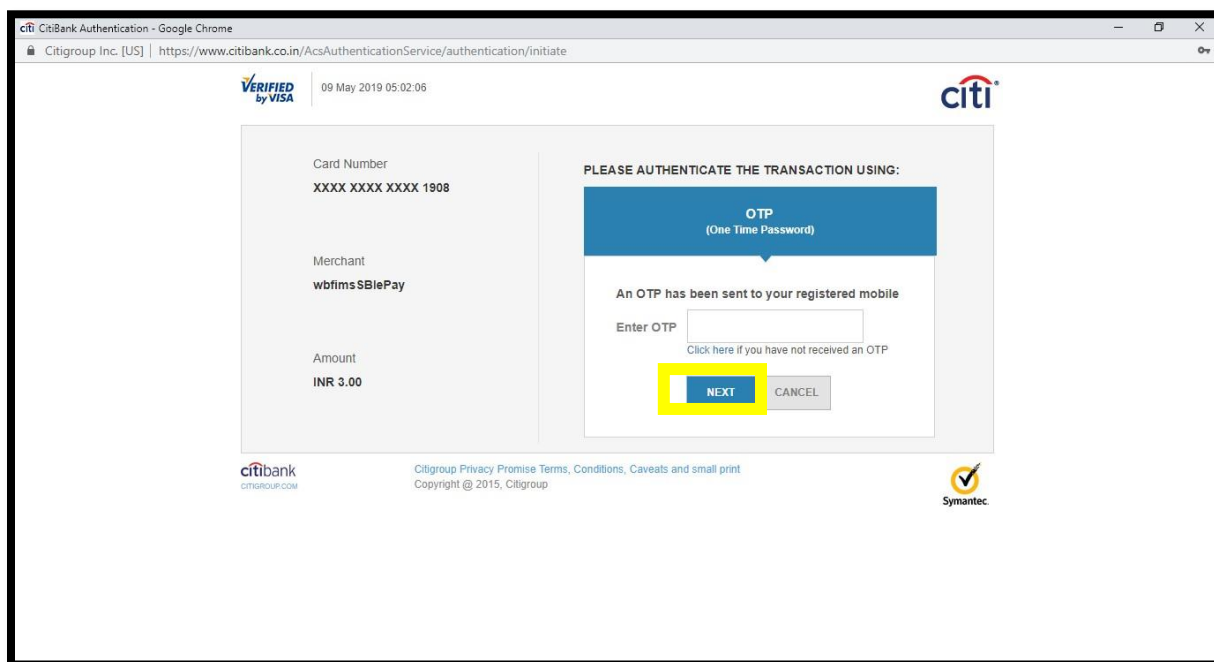 citi CitiBank Authentication - Google Chrome
Citigroup Inc. [US] | https://www.citibank.co.in/AcsAuthenticationService/authentication/initiate
VERIFIED
by VISA
09 May 2019 05:02:06
citi
Card Number
XXXX XXXX XXXX 1908
Merchant
wbfimsSBIePay
Amount
INR 3.00
PLEASE AUTHENTICATE THE TRANSACTION USING:
OTP
(One Time Password)
An OTP has been sent to your registered mobile
Enter OTP
Click here if you have not received an OTP
NEXT CANCEL
citibank
CITIGROUP.COM
Citigroup Privacy Promise Terms, Conditions, Caveats and small print
Copyright @ 2015, Citigroup
Symantec.